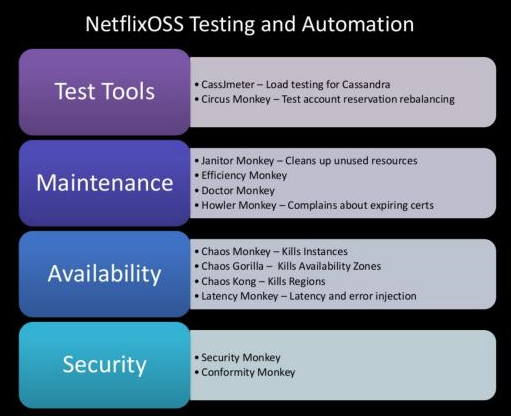 NetflixOSS Testing and Automation
Test Tools
• CassJmeter – Load testing for Cassandra
• Circus Monkey – Test account reservation rebalancing
Maintenance
• Janitor Monkey – Cleans up unused resources
• Efficiency Monkey
• Doctor Monkey
• Howler Monkey – Complains about expiring certs
Availability
• Chaos Monkey – Kills Instances
• Chaos Gorilla – Kills Availability Zones
• Chaos Kong – Kills Regions
• Latency Monkey – Latency and error injection
Security
• Security Monkey
• Conformity Monkey